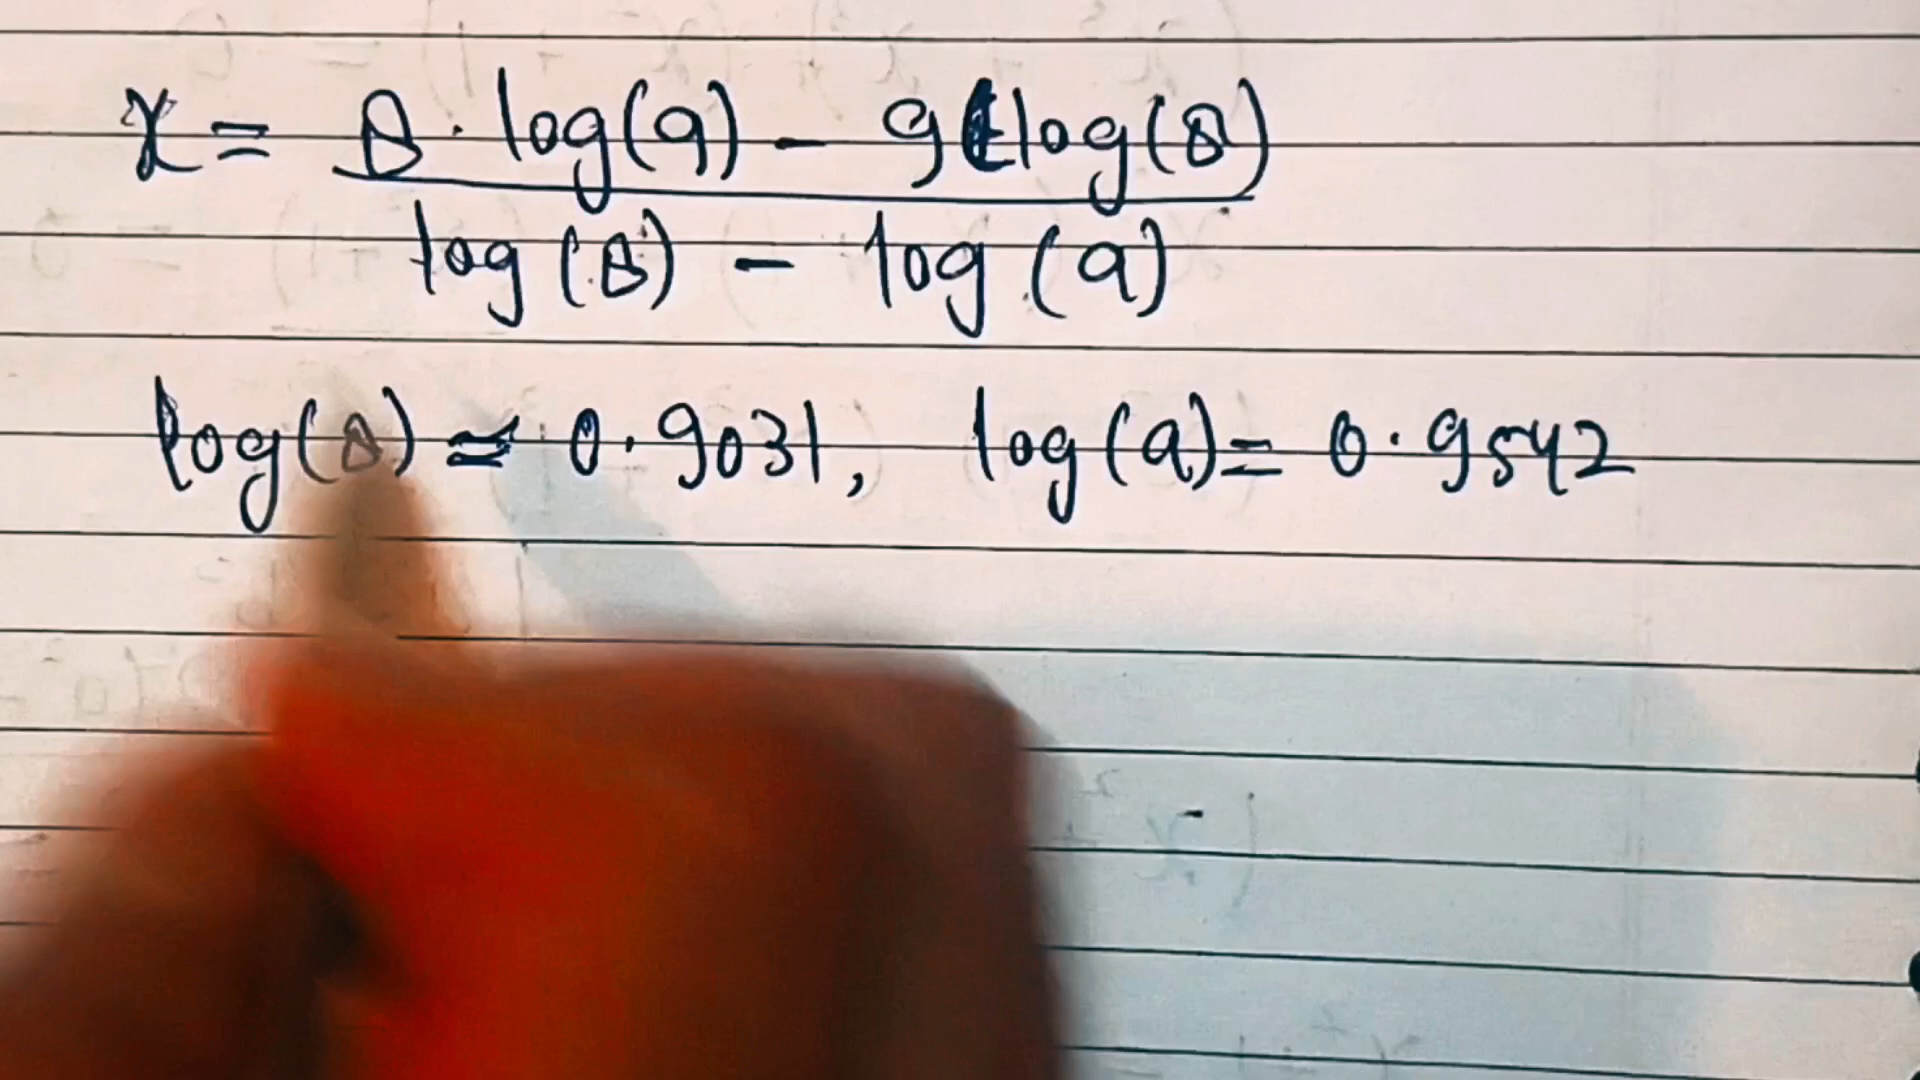 x = 8 · log(9) - 9 log(8)
log(8) - log(9)
log(8) ≈ 0.9031, log(9) = 0.9542